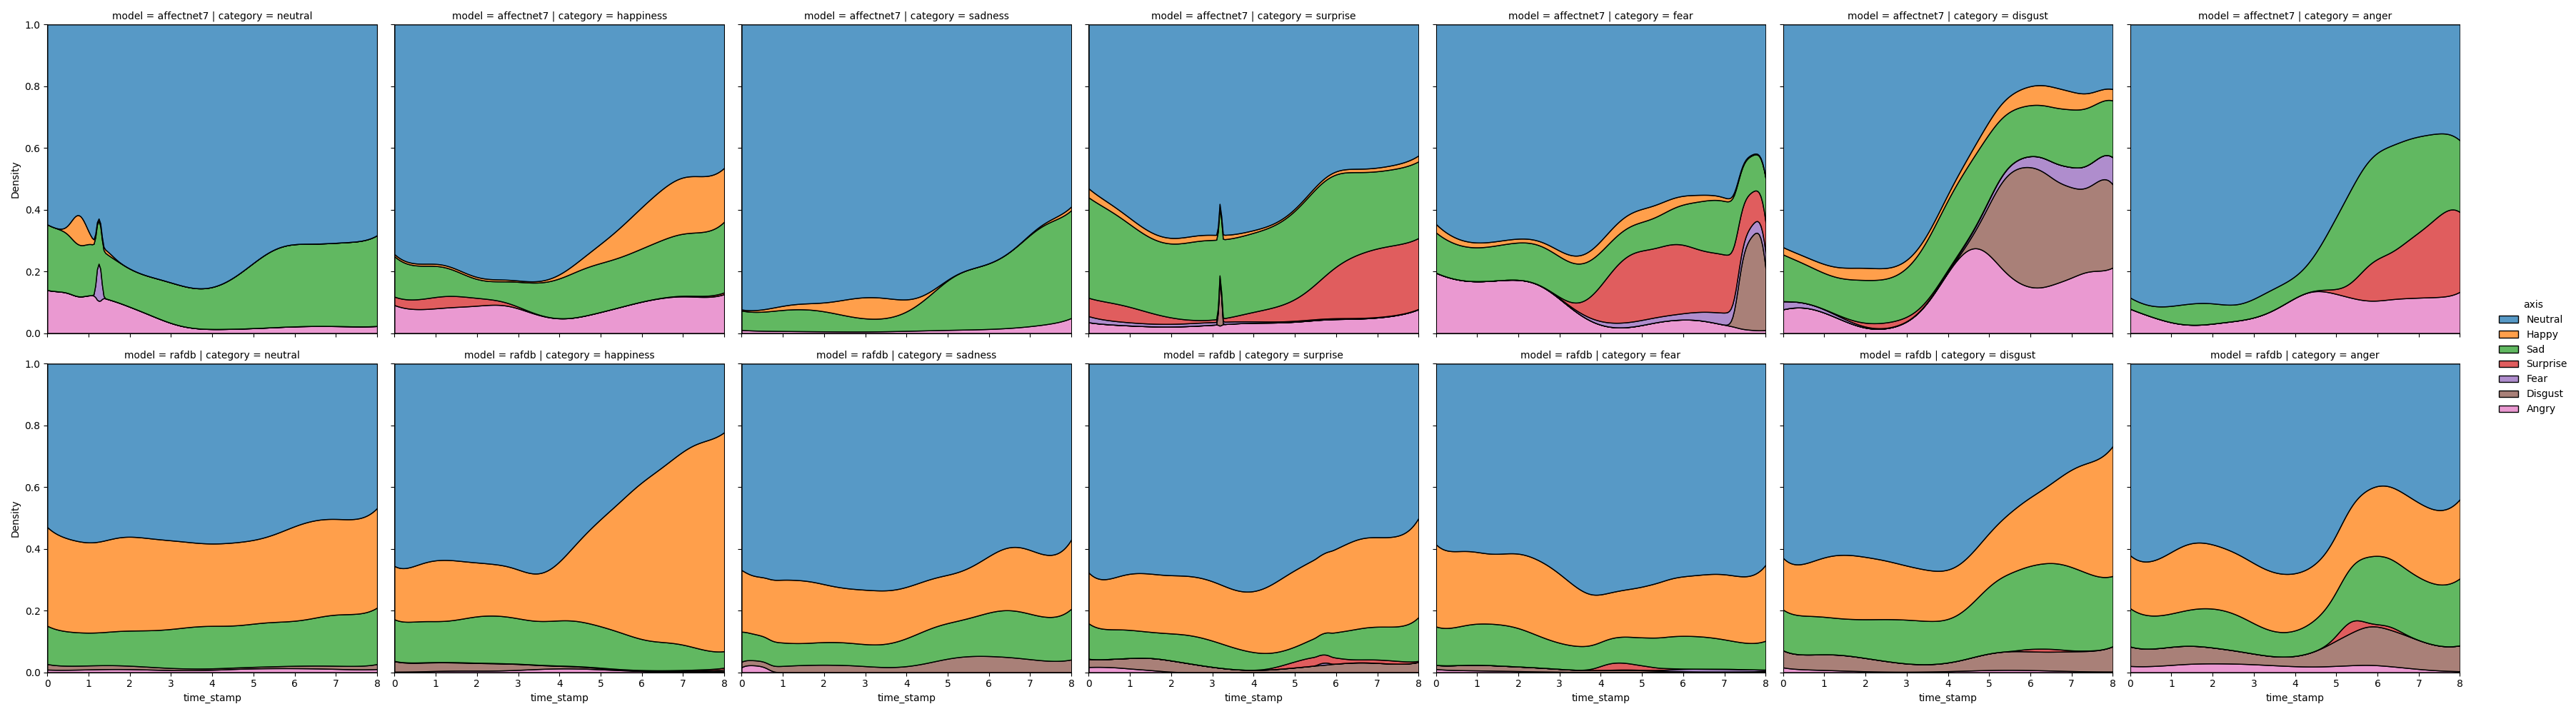 model = affectnet7 | category = neutral
model = affectnet7 | category = happiness
model = affectnet7 | category = sadness
model = affectnet7 | category = surprise
model = affectnet7 | category = fear
model = affectnet7 | category = disgust
model = affectnet7 | category = anger
1.0
0.8
0.6
0.4
0.2
0.0
Density
model = rafdb | category = neutral
model = rafdb | category = happiness
model = rafdb | category = sadness
model = rafdb | category = surprise
model = rafdb | category = fear
model = rafdb | category = disgust
model = rafdb | category = anger
1.0
0.8
0.6
0.4
0.2
0.0
Density
0 1 2 3 4 5 6 7 8
0 1 2 3 4 5 6 7 8
0 1 2 3 4 5 6 7 8
0 1 2 3 4 5 6 7 8
0 1 2 3 4 5 6 7 8
0 1 2 3 4 5 6 7 8
0 1 2 3 4 5 6 7 8
time_stamp
time_stamp
time_stamp
time_stamp
time_stamp
time_stamp
time_stamp
axis
Neutral
Happy
Sad
Surprise
Fear
Disgust
Angry